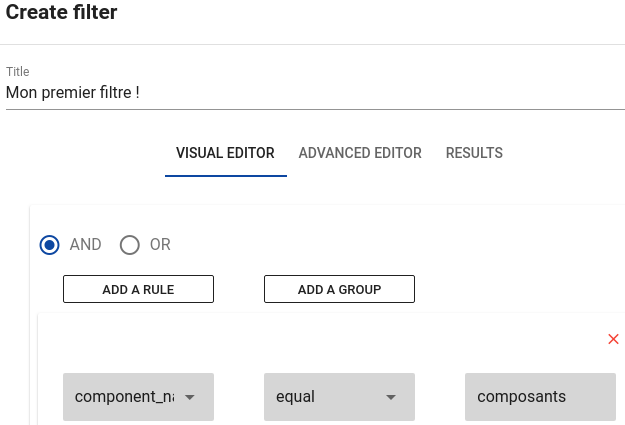 Create filter
Title
Mon premier filtre !
VISUAL EDITOR ADVANCED EDITOR RESULTS
AND OR
ADD A RULE ADD A GROUP
component_na equal composants